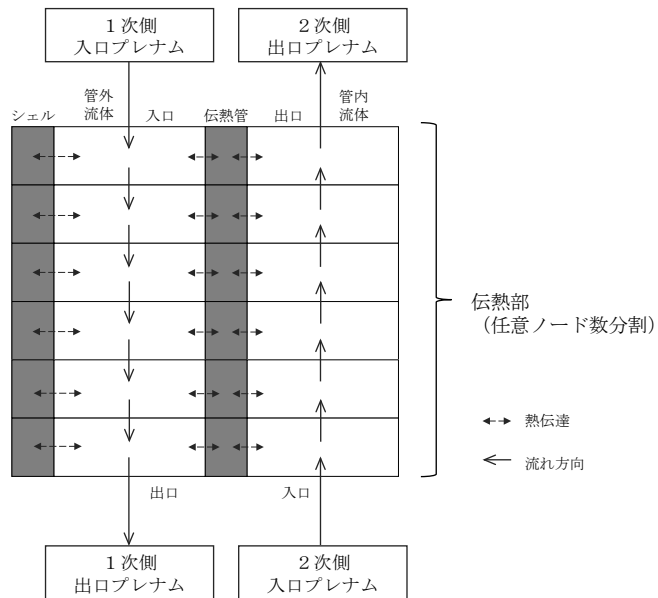 1次側
入口プレナム
2次側
出口プレナム
管外
流体
管内
流体
シェル
入口
伝熱管
出口
伝熱部
(任意ノード数分割)
熱伝達
流れ方向
出口
入口
1次側
出口プレナム
2次側
入口プレナム